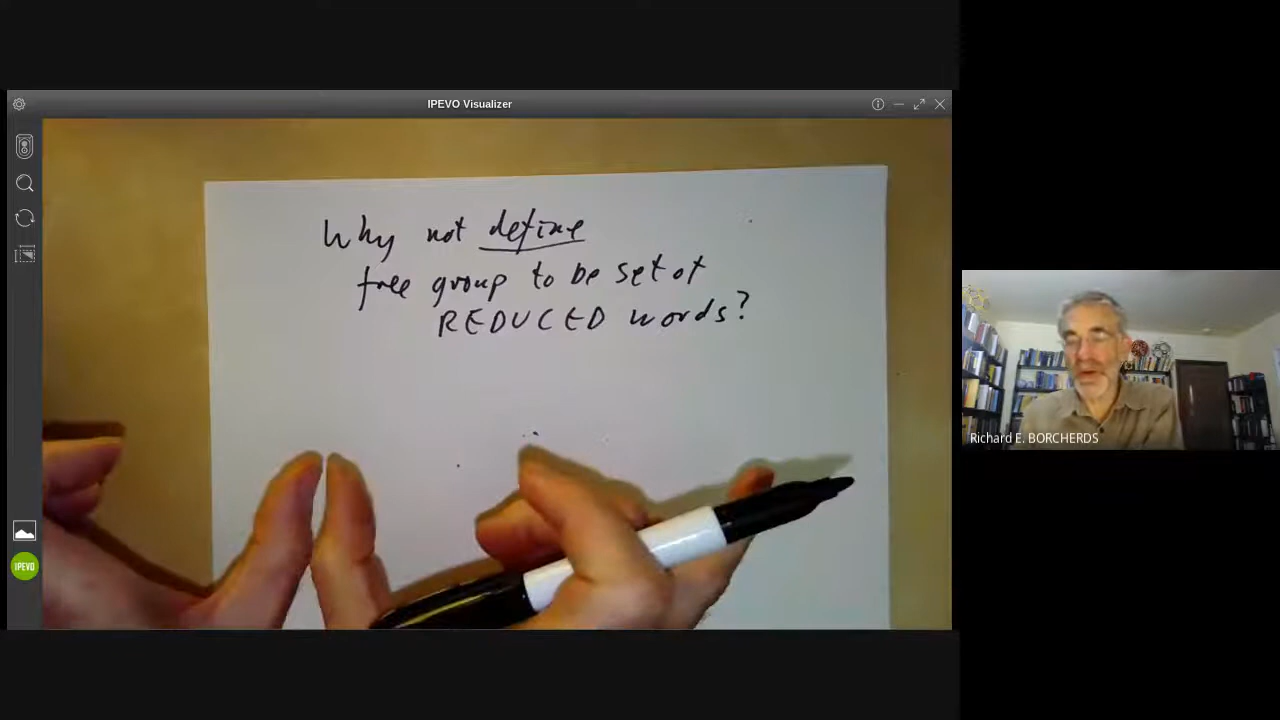 IPEVO Visualizer
Why not define
free group to be set of
REDUCED words?
IPEVO
Richard E. BORCHERDS